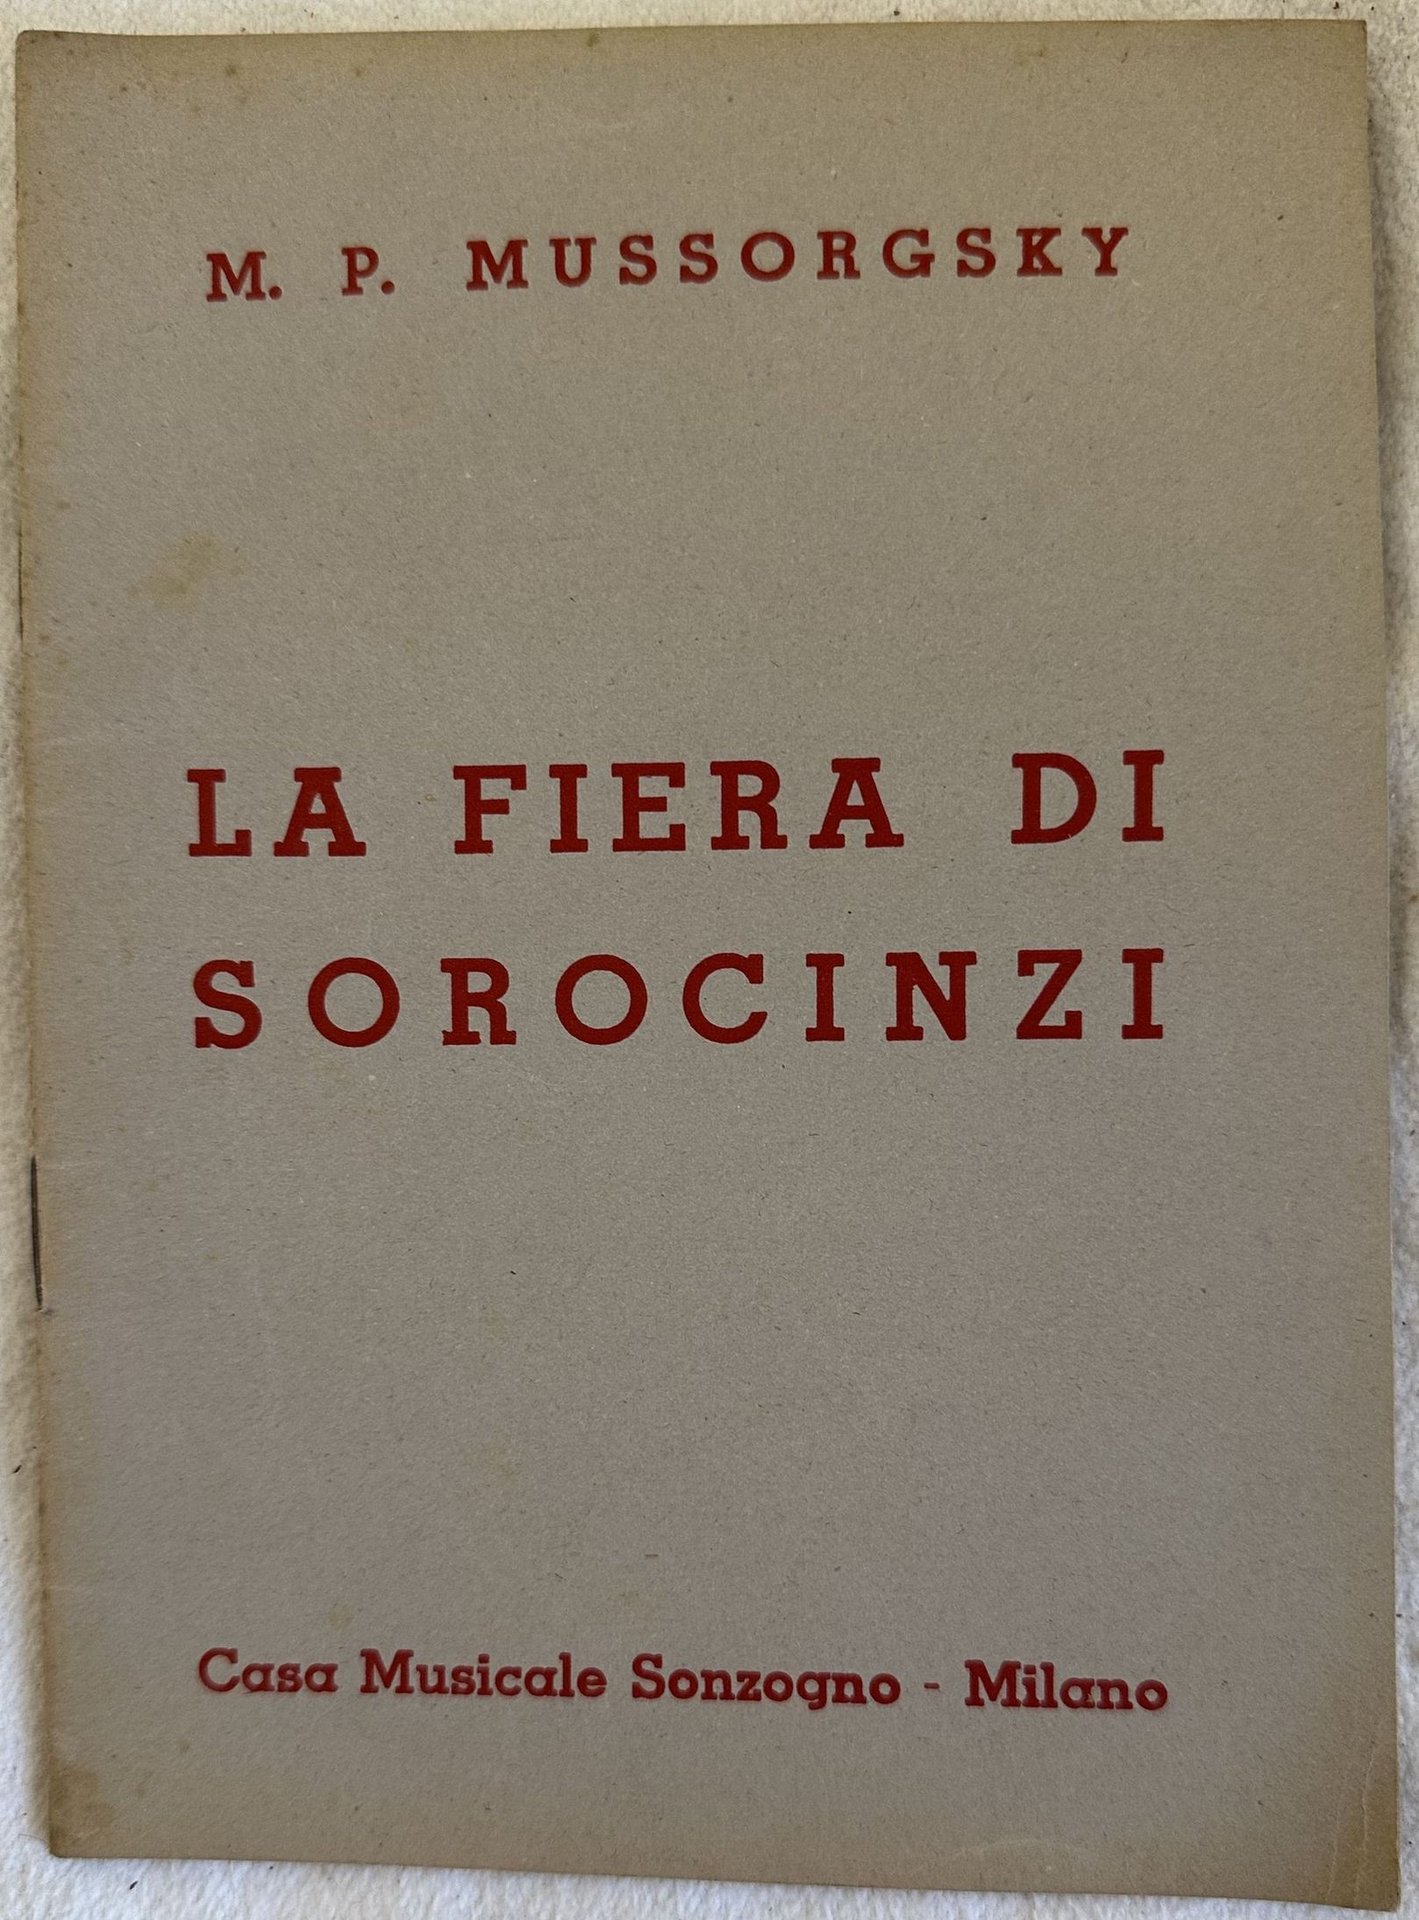 M. P. MUSSORGSKY
LA FIERA DI
SOROCINZI
Casa Musicale Sonzogno - Milano